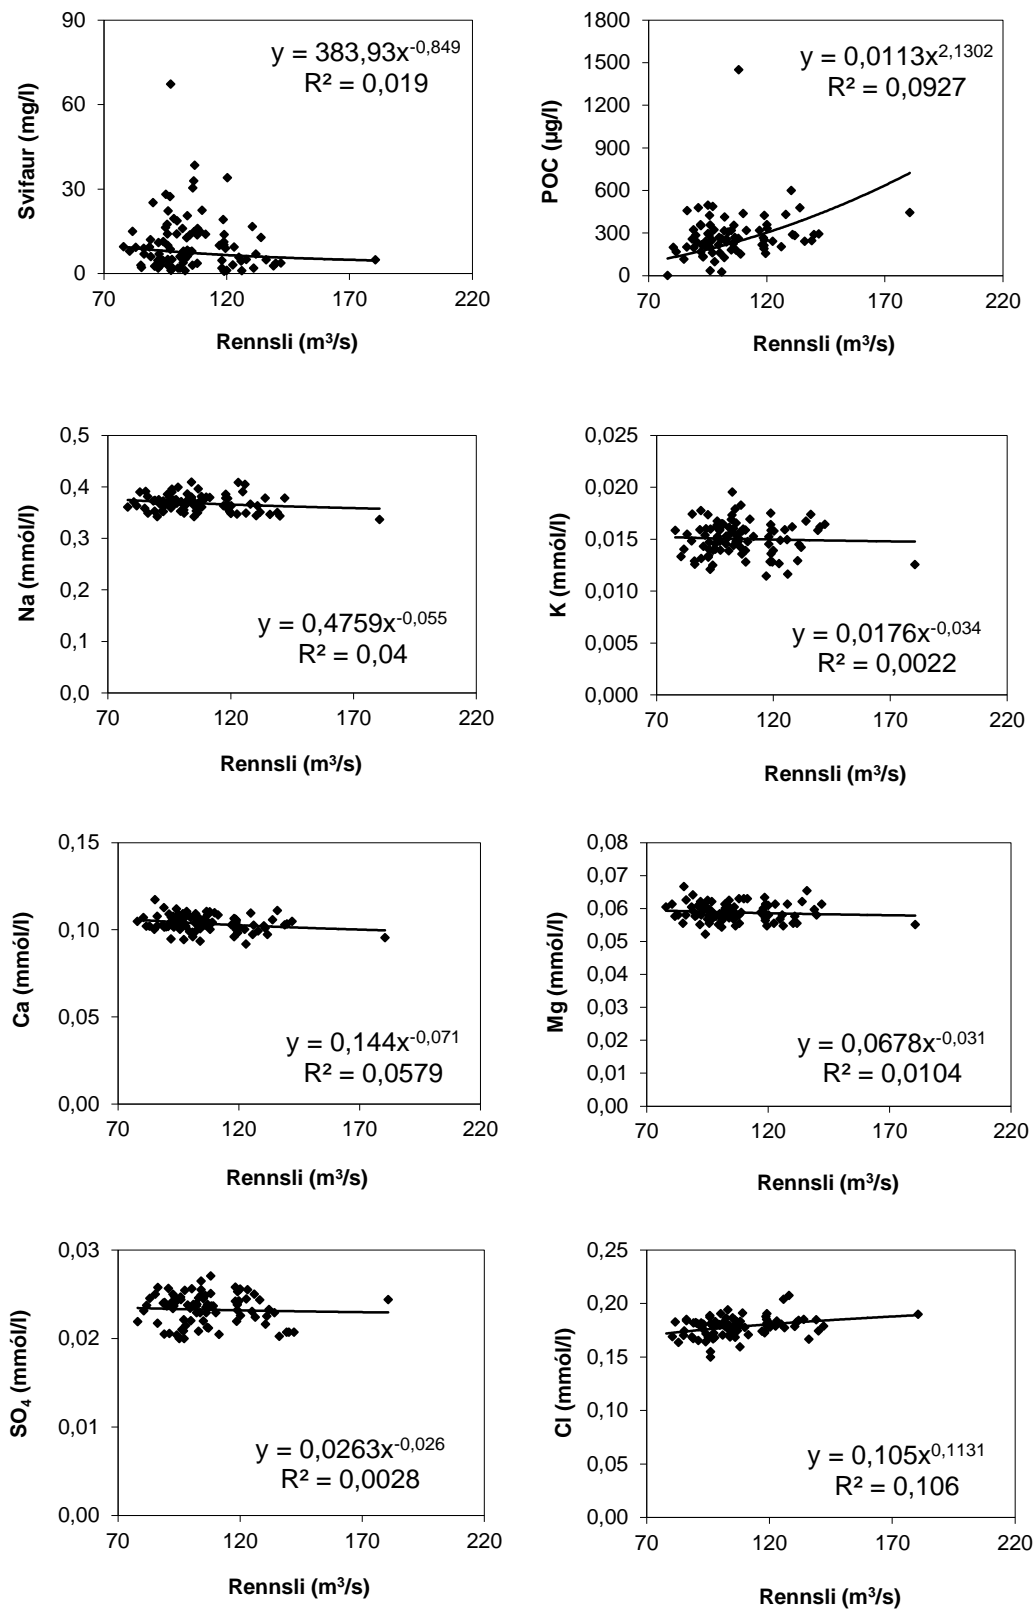 Svifaur (mg/l)
90
60
30
0
y = 383,93x^-0,849
R² = 0,019
70 120 170 220
Rennsli (m³/s)
POC (µg/l)
1800
1500
1200
900
600
300
0
y = 0,0113x^2,1302
R² = 0,0927
70 120 170 220
Rennsli (m³/s)
Na (mmól/l)
0,5
0,4
0,3
0,2
0,1
0,0
y = 0,4759x^-0,055
R² = 0,04
70 120 170 220
Rennsli (m³/s)
K (mmól/l)
0,025
0,020
0,015
0,010
0,005
0,000
y = 0,0176x^-0,034
R² = 0,0022
70 120 170 220
Rennsli (m³/s)
Ca (mmól/l)
0,15
0,10
0,05
0,00
y = 0,144x^-0,071
R² = 0,0579
70 120 170 220
Rennsli (m³/s)
Mg (mmól/l)
0,08
0,07
0,06
0,05
0,04
0,03
0,02
0,01
0,00
y = 0,0678x^-0,031
R² = 0,0104
70 120 170 220
Rennsli (m³/s)
SO₄ (mmól/l)
0,03
0,02
0,01
0,00
y = 0,0263x^-0,026
R² = 0,0028
70 120 170 220
Rennsli (m³/s)
Cl (mmól/l)
0,25
0,20
0,15
0,10
0,05
0,00
y = 0,105x^0,1131
R² = 0,106
70 120 170 220
Rennsli (m³/s)